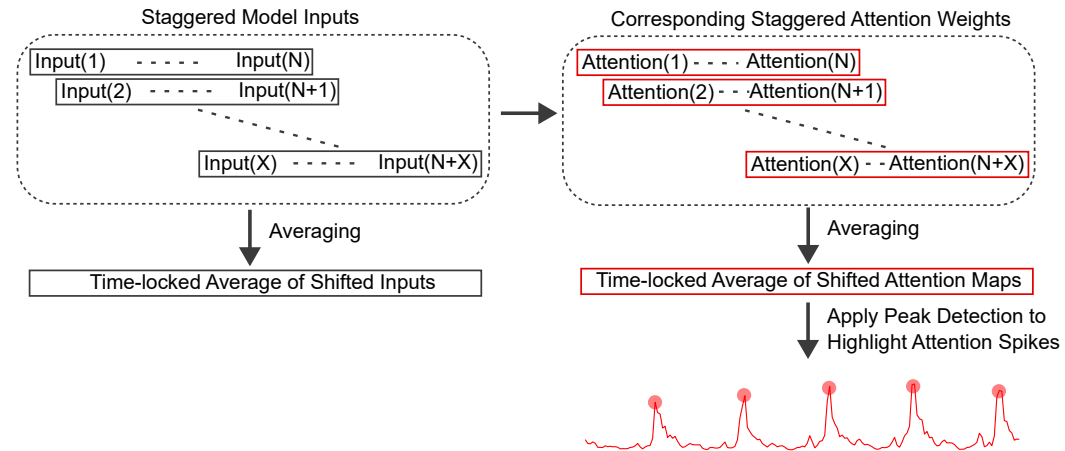 Staggered Model Inputs
Input(1) Input(N)
Input(2) Input(N+1)
Input(X) Input(N+X)
Averaging
Time-locked Average of Shifted Inputs
Corresponding Staggered Attention Weights
Attention(1) Attention(N)
Attention(2) Attention(N+1)
Attention(X) Attention(N+X)
Averaging
Time-locked Average of Shifted Attention Maps
Apply Peak Detection to
Highlight Attention Spikes